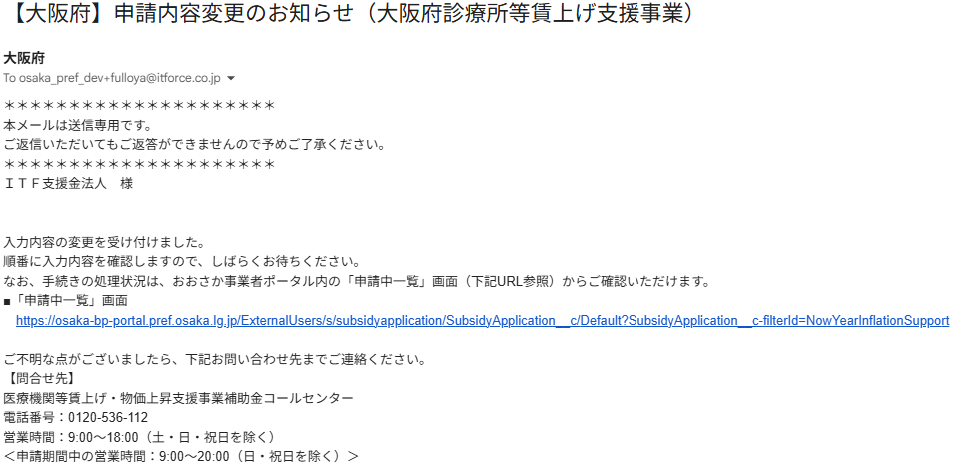 【大阪府】申請内容変更のお知らせ（大阪府診療所等賃上げ支援事業）
大阪府
To osaka_pref_dev+fulloya@itforce.co.jp
＊＊＊＊＊＊＊＊＊＊＊＊＊＊＊＊＊＊＊＊＊
本メールは送信専用です。
ご返信いただいてもご返答ができませんので予めご了承ください。
＊＊＊＊＊＊＊＊＊＊＊＊＊＊＊＊＊＊＊＊＊
ＩＴＦ支援金法人　様
入力内容の変更を受け付けました。
順番に入力内容を確認しますので、しばらくお待ちください。
なお、手続きの処理状況は、おおさか事業者ポータル内の「申請中一覧」画面（下記URL参照）からご確認いただけます。
■「申請中一覧」画面
https://osaka-bp-portal.pref.osaka.lg.jp/ExternalUsers/s/subsidyapplication/SubsidyApplication__c/Default?SubsidyApplication__c-filterId=NowYearInflationSupport
ご不明な点がございましたら、下記お問い合わせ先までご連絡ください。
【問合せ先】
医療機関等賃上げ・物価上昇支援事業補助金コールセンター
電話番号：0120-536-112
営業時間：9:00～18:00（土・日・祝日を除く）
＜申請期間中の営業時間：9:00～20:00（日・祝日を除く）＞